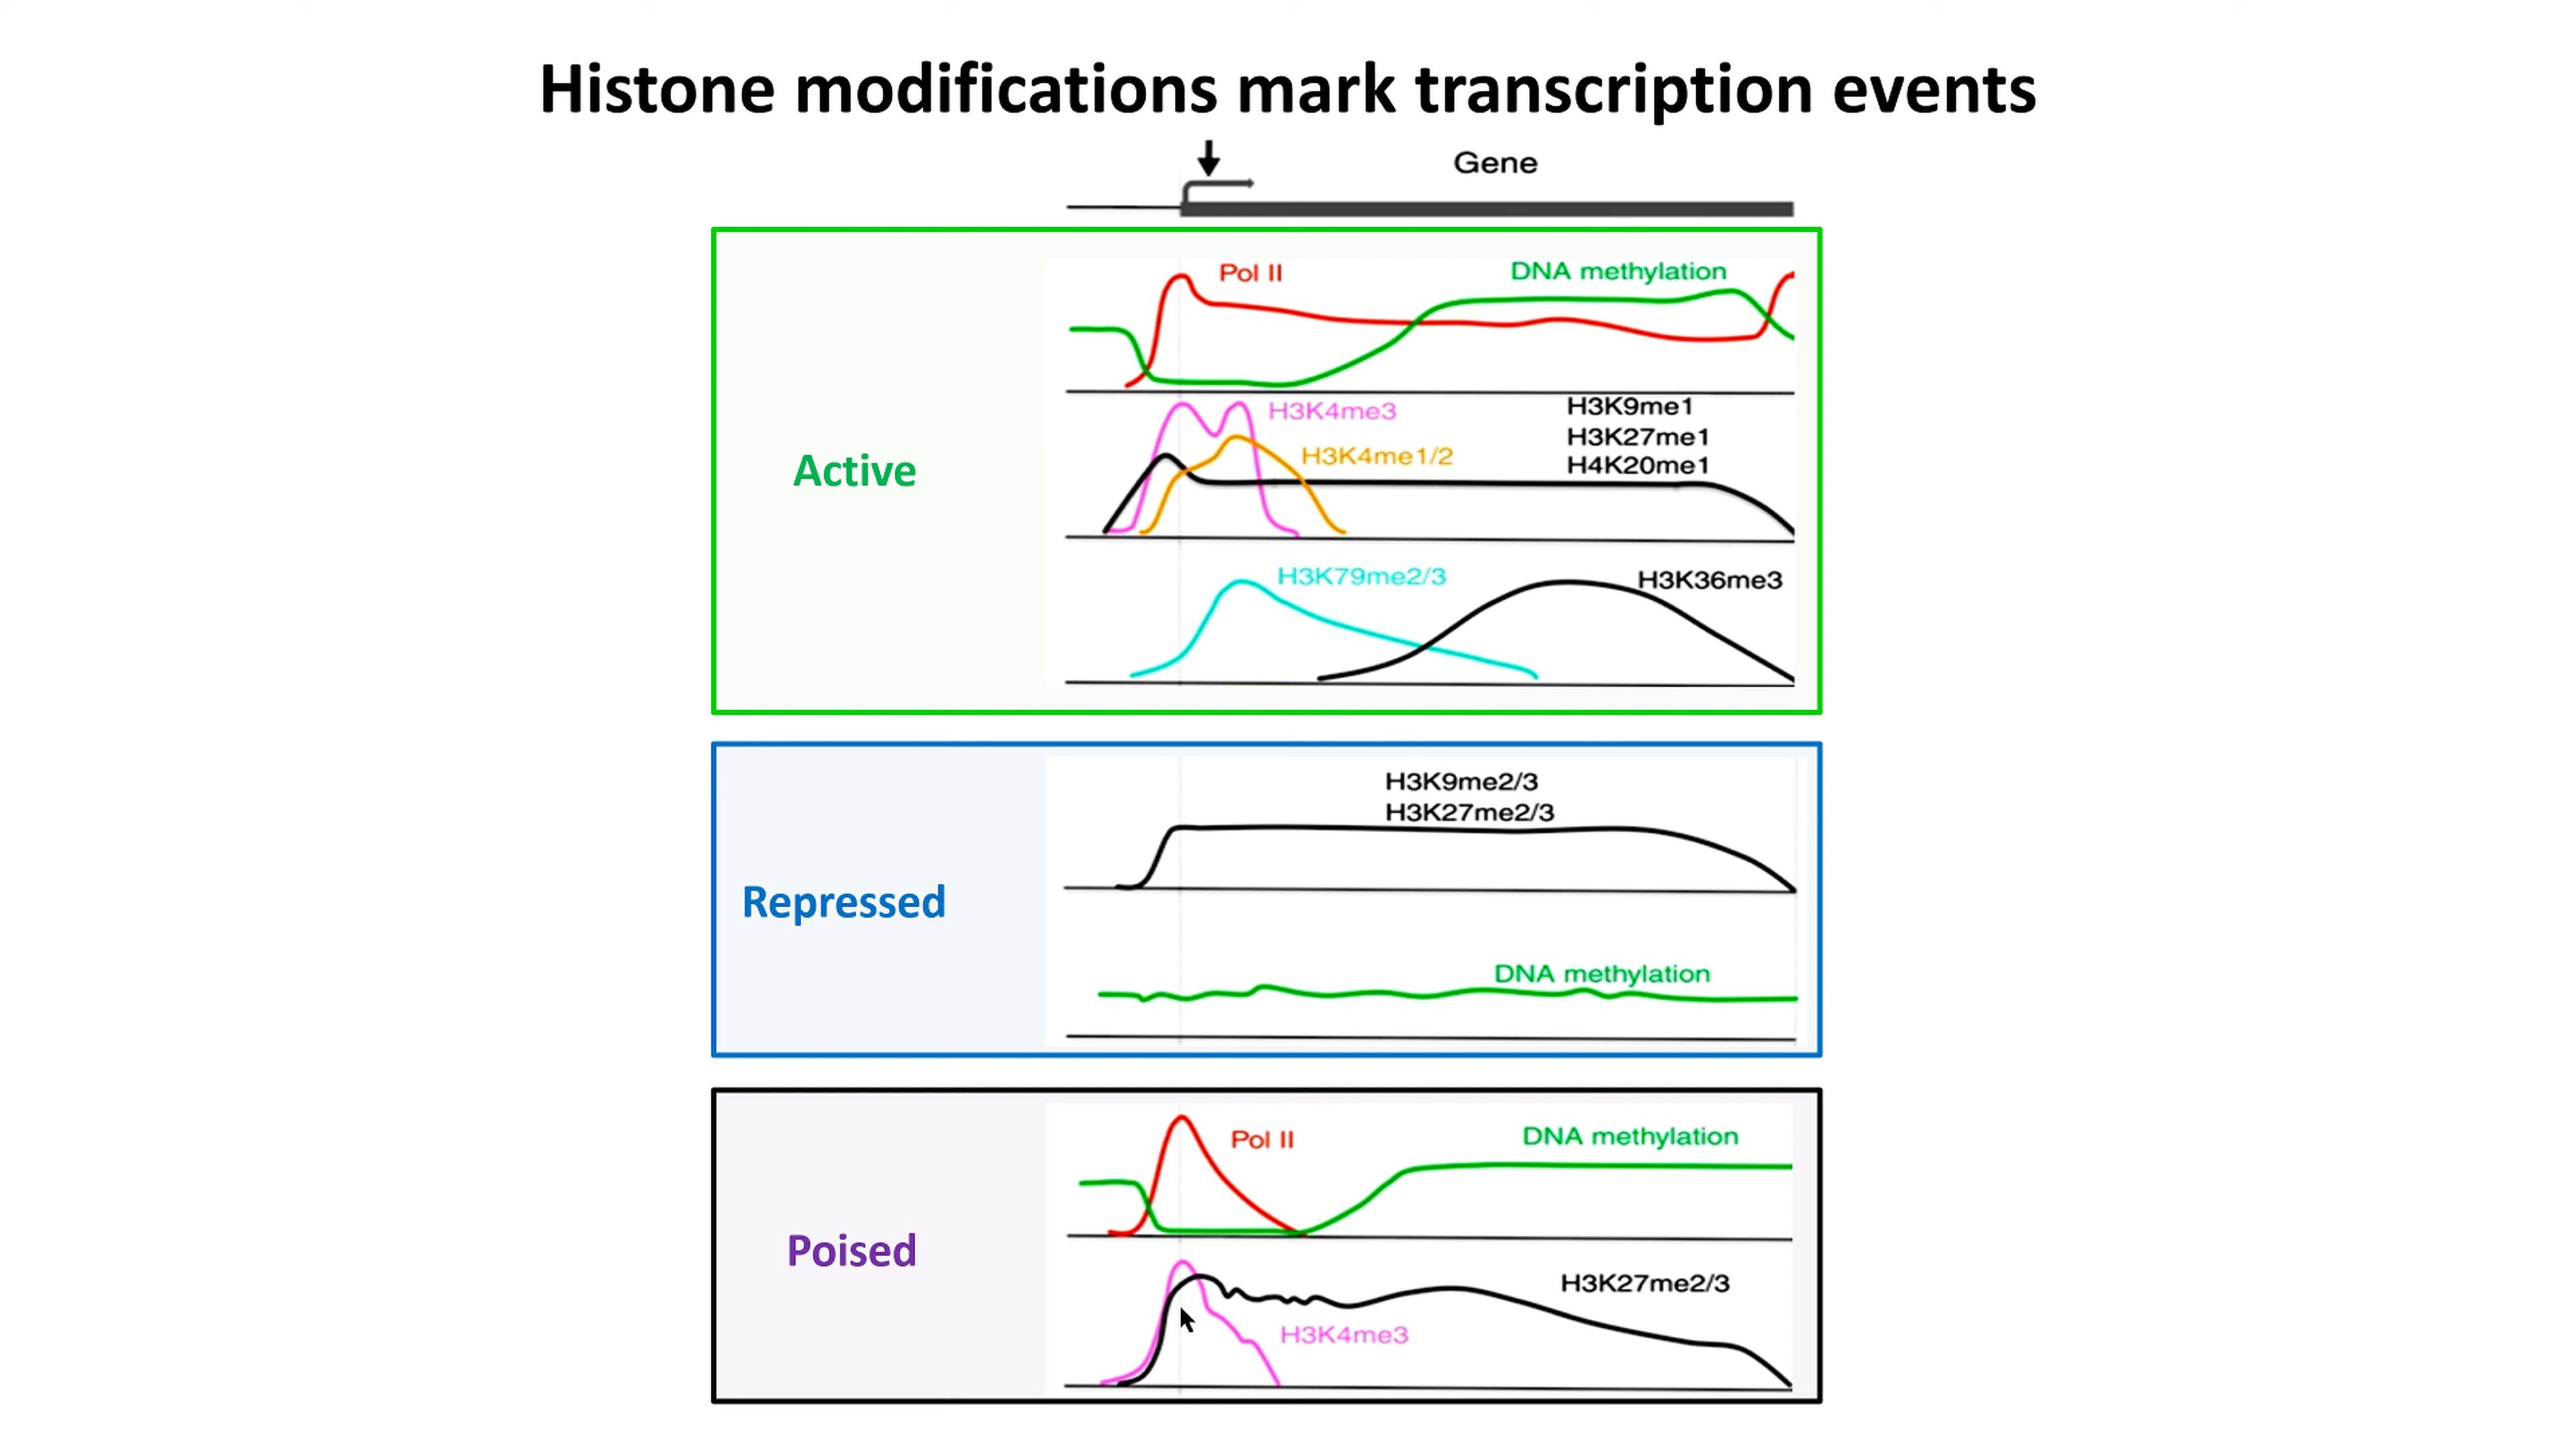 Histone modifications mark transcription events
Gene
Pol II
DNA methylation
H3K4me3
H3K9me1
H3K4me1/2
H3K27me1
H4K20me1
Active
H3K79me2/3
H3K36me3
H3K9me2/3
H3K27me2/3
Repressed
DNA methylation
Pol II
DNA methylation
Poised
H3K27me2/3
H3K4me3